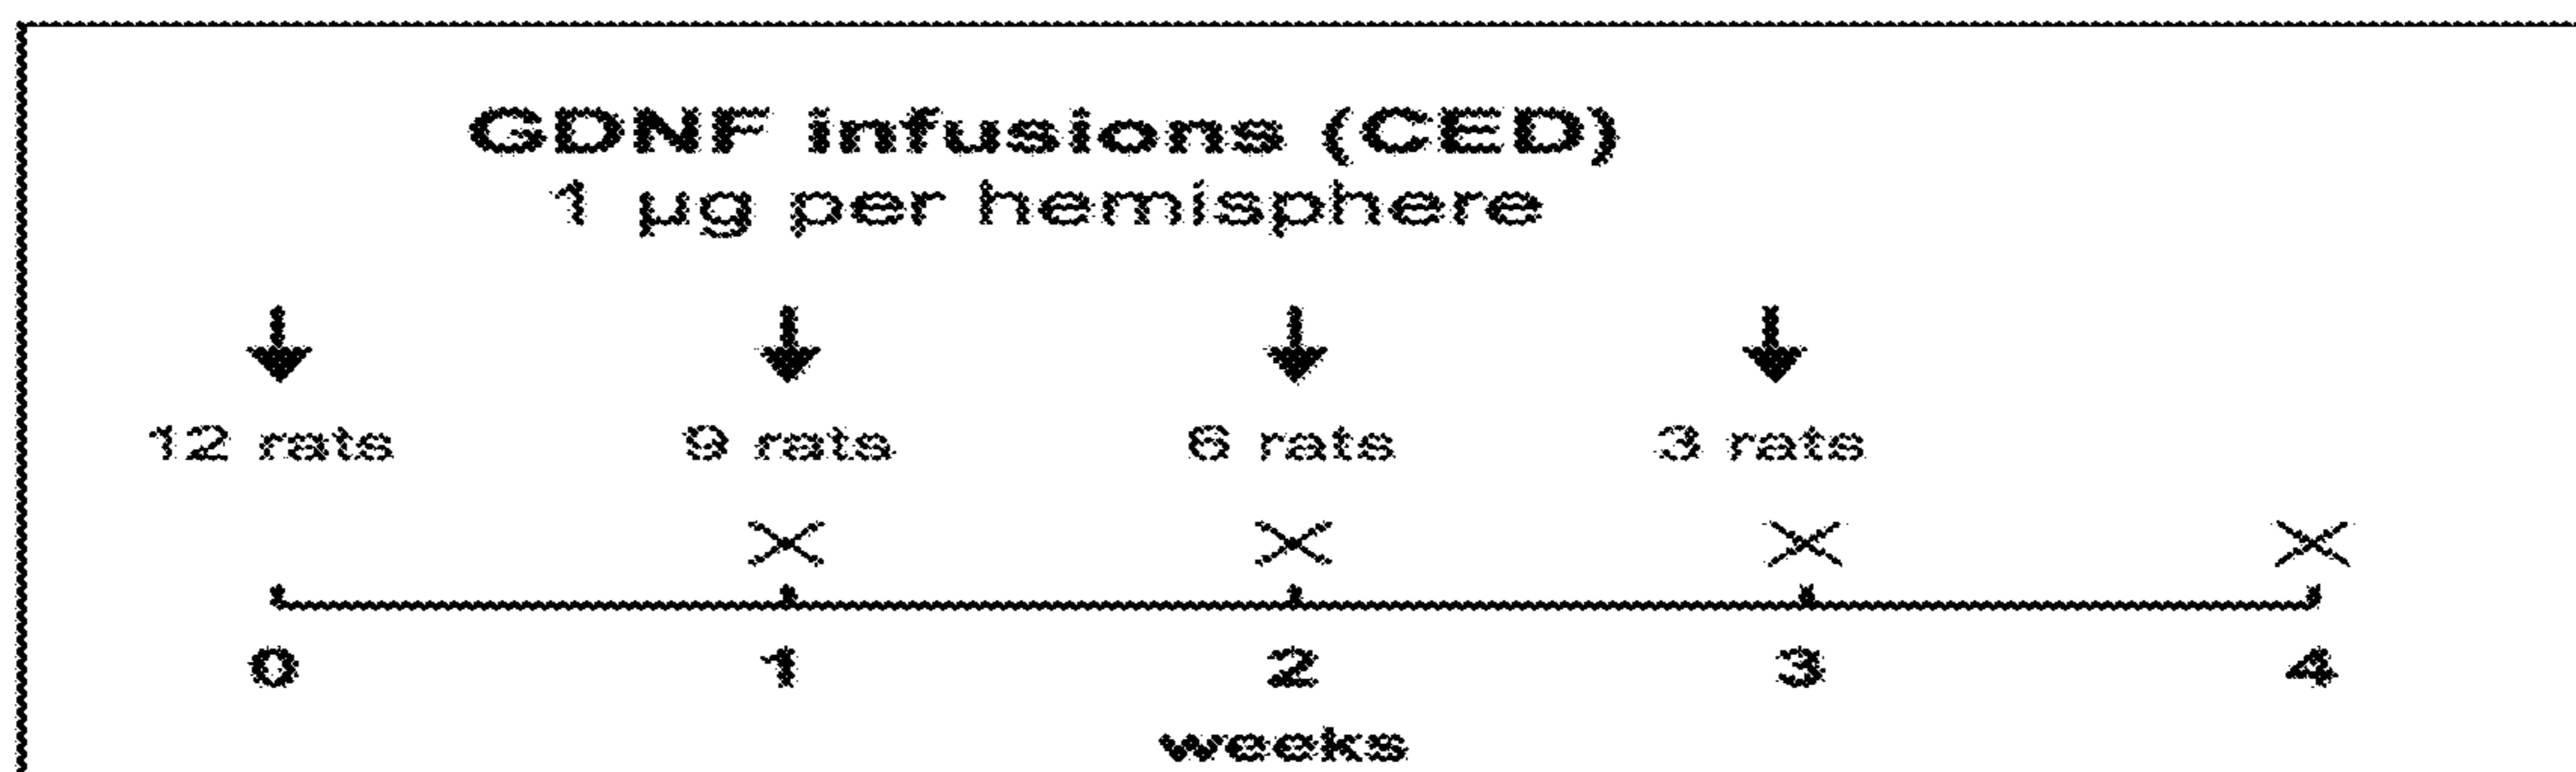 GDNF infusions (CED)
1 µg per hemisphere
12 rats 9 rats 6 rats 3 rats
0 1 2 3 4
weeks